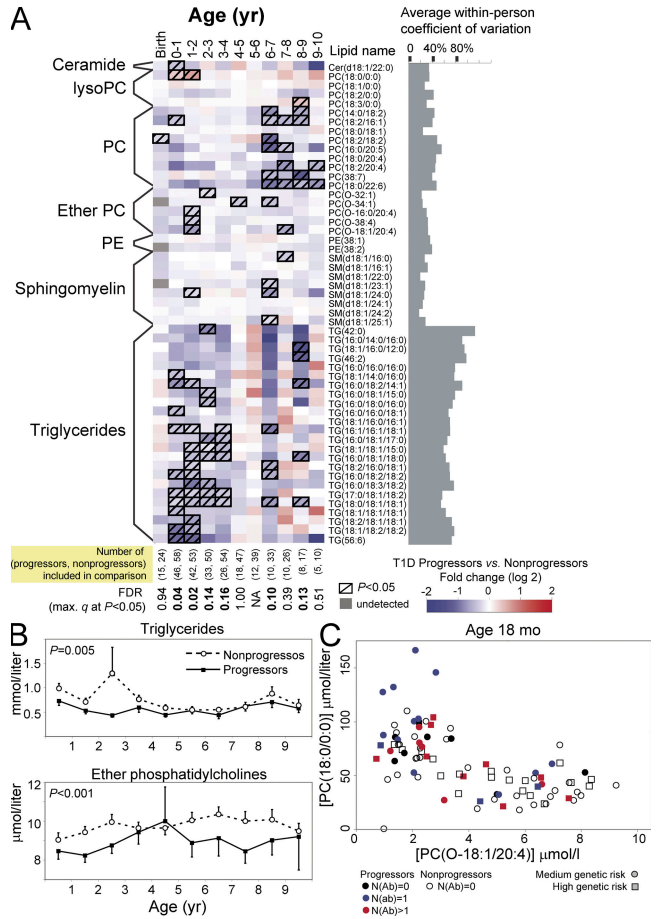 A
Age (yr)
Average within-person
coefficient of variation
Birth
0-1
1-2
2-3
3-4
4-5
5-6
6-7
7-8
8-9
9-10
Lipid name
0 40% 80%
Ceramide
lysoPC
PC
Ether PC
PE
Sphingomyelin
Triglycerides
Cer(d18:1/22:0)
PC(18:0/0:0)
PC(18:1/0:0)
PC(18:2/0:0)
PC(18:3/0:0)
PC(14:0/18:2)
PC(18:2/16:1)
PC(18:0/18:1)
PC(18:2/18:2)
PC(16:0/20:5)
PC(18:0/20:4)
PC(18:2/20:4)
PC(38:7)
PC(18:0/22:6)
PC(O-32:1)
PC(O-34:1)
PC(O-16:0/20:4)
PC(O-38:4)
PC(O-18:1/20:4)
PE(38:1)
PE(38:2)
SM(d18:1/16:0)
SM(d18:1/16:1)
SM(d18:1/22:0)
SM(d18:1/23:1)
SM(d18:1/24:0)
SM(d18:1/24:1)
SM(d18:1/24:2)
SM(d18:1/25:1)
TG(42:0)
TG(16:0/14:0/16:0)
TG(18:1/16:0/12:0)
TG(46:2)
TG(16:0/16:0/16:0)
TG(18:1/14:0/16:0)
TG(16:0/18:2/14:1)
TG(16:0/18:1/15:0)
TG(16:0/18:0/16:0)
TG(16:0/16:0/18:1)
TG(18:1/16:0/16:1)
TG(16:1/16:1/18:1)
TG(16:0/18:1/17:0)
TG(18:1/18:1/15:0)
TG(16:0/18:1/18:0)
TG(18:2/16:0/18:1)
TG(16:0/18:2/18:2)
TG(16:0/18:3/18:2)
TG(17:0/18:1/18:2)
TG(18:0/18:1/18:1)
TG(18:1/18:1/18:1)
TG(18:2/18:1/18:1)
TG(18:1/18:2/18:2)
TG(56:6)
Number of
(progressors, nonprogressors)
included in comparison
(15, 24)
(46, 58)
(42, 53)
(33, 50)
(26, 54)
(18, 47)
(12, 39)
(10, 33)
(10, 26)
(8, 17)
(5, 10)
FDR
(max. q at P<0.05)
0.94
0.04
0.02
0.14
0.16
1.00
NA
0.10
0.39
0.13
0.51
P<0.05
undetected
T1D Progressors vs. Nonprogressors
Fold change (log 2)
-2 -1 0 1 2
B
Triglycerides
P=0.005
Nonprogressos
Progressors
mmol/liter
1.5
1.0
0.5
1 2 3 4 5 6 7 8 9
Ether phosphatidylcholines
P<0.001
μmol/liter
12
10
8
1 2 3 4 5 6 7 8 9
Age (yr)
C
Age 18 mo
[PC(18:0/0:0)] μmol/liter
150
100
50
0
0 2 4 6 8 10
[PC(O-18:1/20:4)] μmol/l
Progressors
N(Ab)=0
N(ab)=1
N(Ab)>1
Nonprogressors
N(Ab)=0
Medium genetic risk
High genetic risk